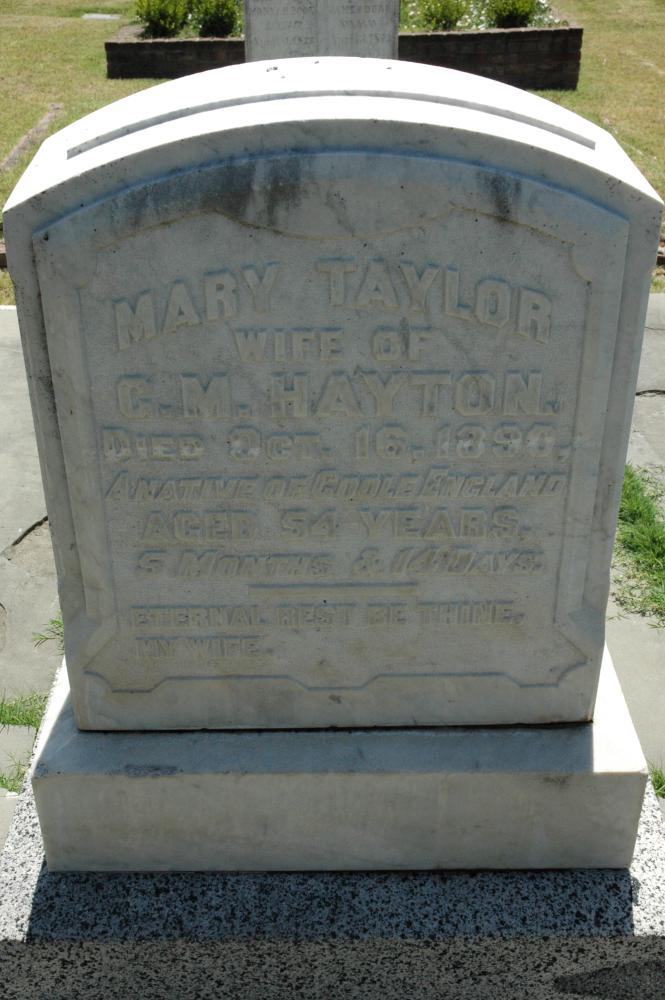 MARY TAYLOR
WIFE OF
C. M. HAYTON.
DIED OCT. 16, 1890,
A NATIVE OF GOOLE ENGLAND
AGED 54 YEARS,
5 MONTHS & 14 DAYS.
ETERNAL REST BE THINE,
MY WIFE.